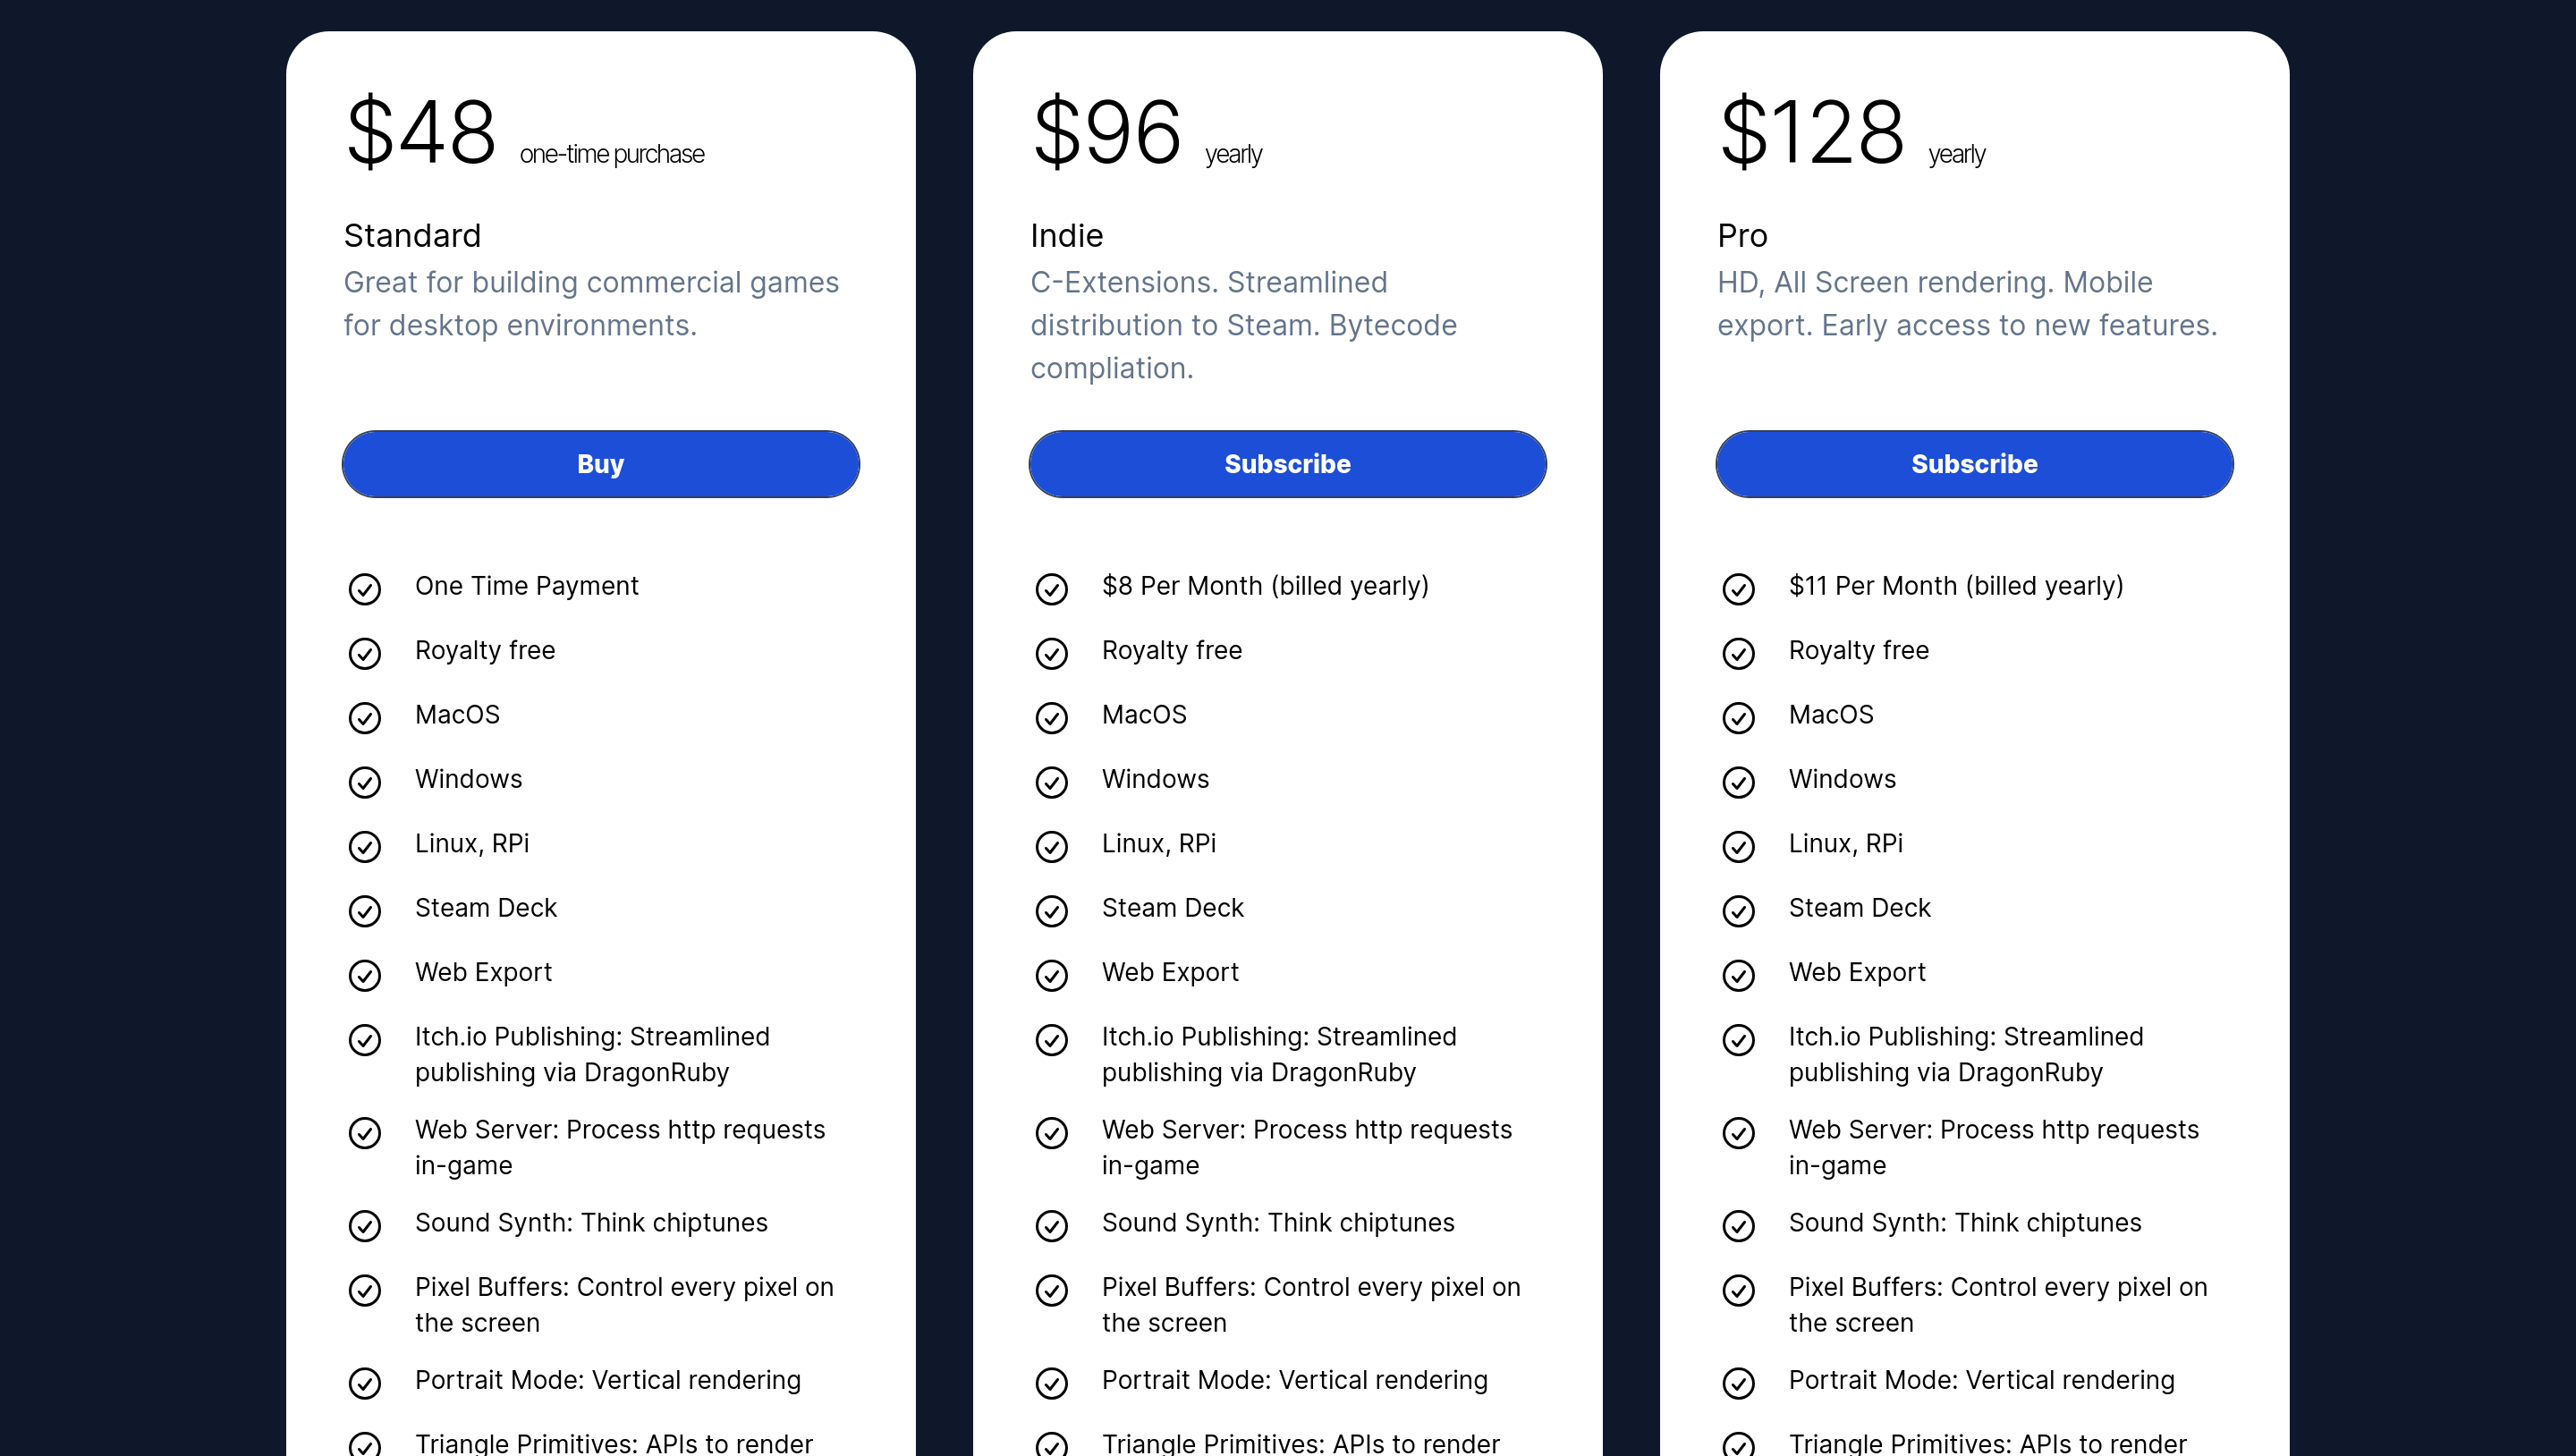 $48 one-time purchase
Standard
Great for building commercial games
for desktop environments.
Buy
One Time Payment
Royalty free
MacOS
Windows
Linux, RPi
Steam Deck
Web Export
Itch.io Publishing: Streamlined
publishing via DragonRuby
Web Server: Process http requests
in-game
Sound Synth: Think chiptunes
Pixel Buffers: Control every pixel on
the screen
Portrait Mode: Vertical rendering
Triangle Primitives: APIs to render
$96 yearly
Indie
C-Extensions. Streamlined
distribution to Steam. Bytecode
compliation.
Subscribe
$8 Per Month (billed yearly)
Royalty free
MacOS
Windows
Linux, RPi
Steam Deck
Web Export
Itch.io Publishing: Streamlined
publishing via DragonRuby
Web Server: Process http requests
in-game
Sound Synth: Think chiptunes
Pixel Buffers: Control every pixel on
the screen
Portrait Mode: Vertical rendering
Triangle Primitives: APIs to render
$128 yearly
Pro
HD, All Screen rendering. Mobile
export. Early access to new features.
Subscribe
$11 Per Month (billed yearly)
Royalty free
MacOS
Windows
Linux, RPi
Steam Deck
Web Export
Itch.io Publishing: Streamlined
publishing via DragonRuby
Web Server: Process http requests
in-game
Sound Synth: Think chiptunes
Pixel Buffers: Control every pixel on
the screen
Portrait Mode: Vertical rendering
Triangle Primitives: APIs to render